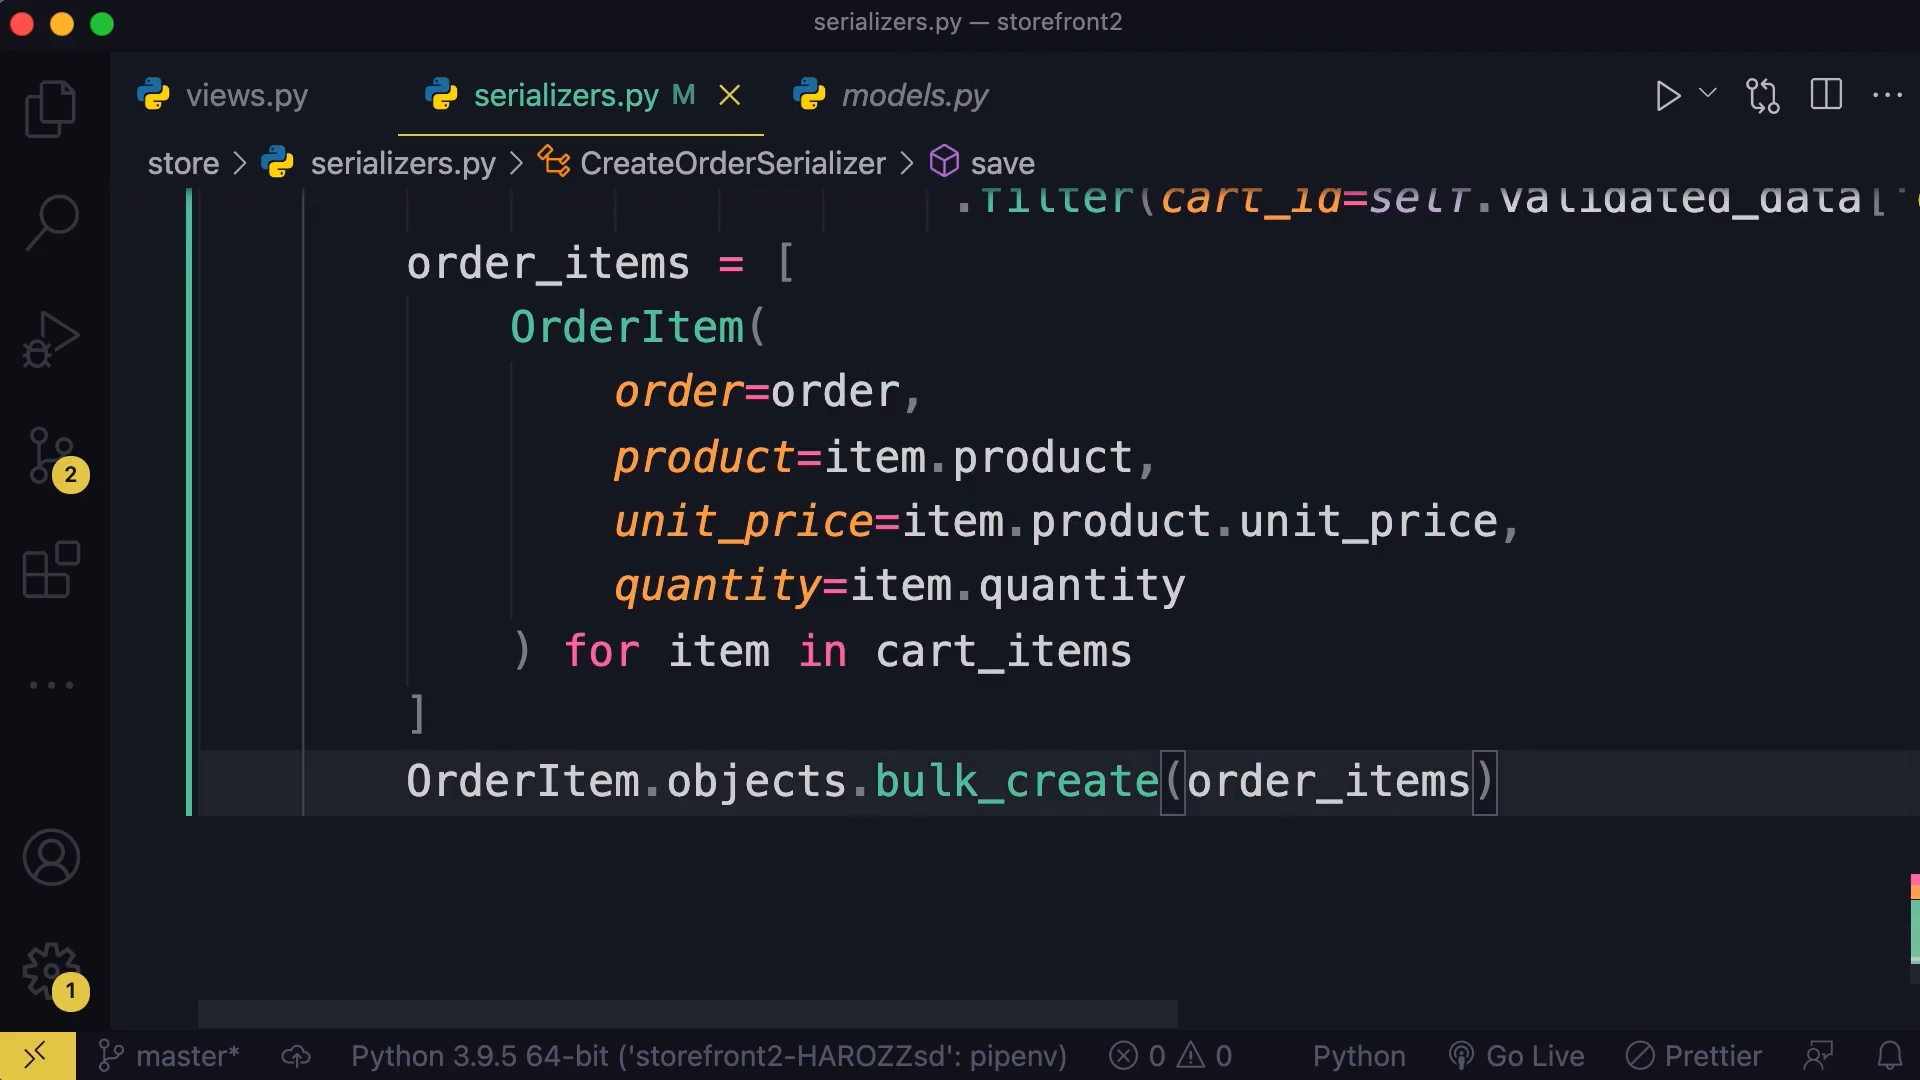 serializers.py — storefront2
views.py serializers.py M models.py
store > serializers.py > CreateOrderSerializer > save
.filter(cart_id=self.validated_data['
order_items = [
OrderItem(
order=order,
product=item.product,
unit_price=item.product.unit_price,
quantity=item.quantity
) for item in cart_items
]
OrderItem.objects.bulk_create(order_items)
2
1
master* Python 3.9.5 64-bit ('storefront2-HAROZZsd': pipenv) 0 0 Python Go Live Prettier